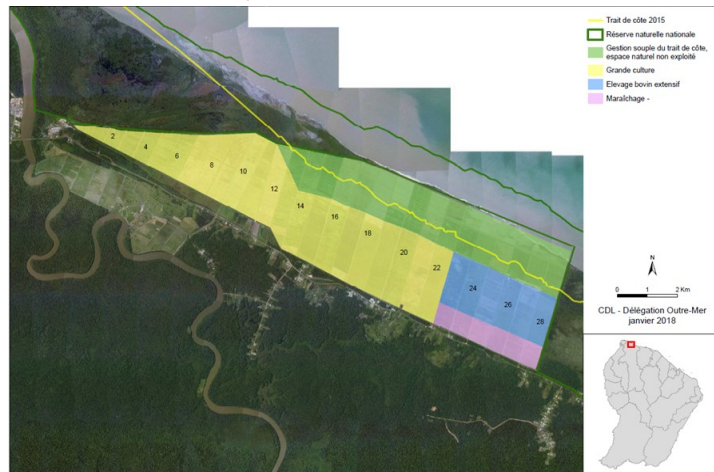 Trait de côte 2015
Réserve naturelle nationale
Gestion souple du trait de côte,
espace naturel non exploité
Grande culture
Elevage bovin extensif
Maraîchage -
2
4
6
8
10
12
14
16
18
20
22
24
26
28
N
0 1 2 Km
CDL - Délégation Outre-Mer
janvier 2018